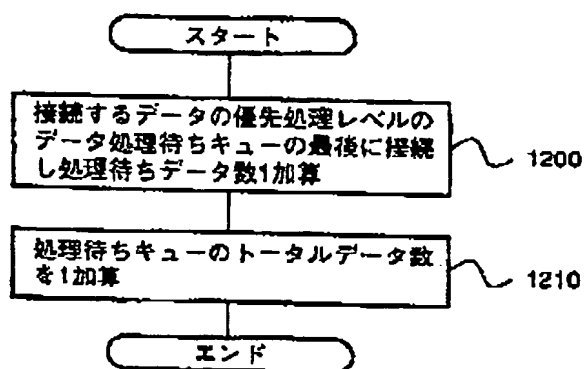 スタート
接続するデータの優先処理レベルの
データ処理待ちキューの最後に接続
し処理待ちデータ数1加算
1200
処理待ちキューのトータルデータ数
を1加算
1210
エンド